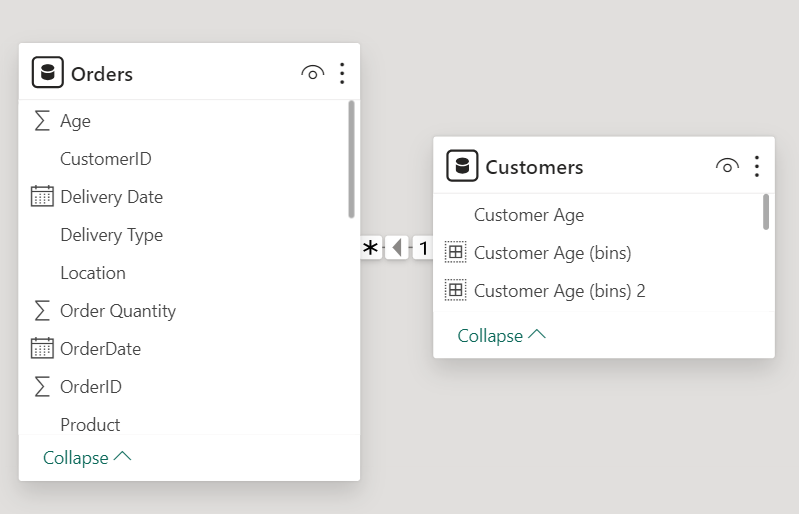 Orders
Age
CustomerID
Delivery Date
Delivery Type
Location
Order Quantity
OrderDate
OrderID
Product
Collapse
* 1
Customers
Customer Age
Customer Age (bins)
Customer Age (bins) 2
Collapse